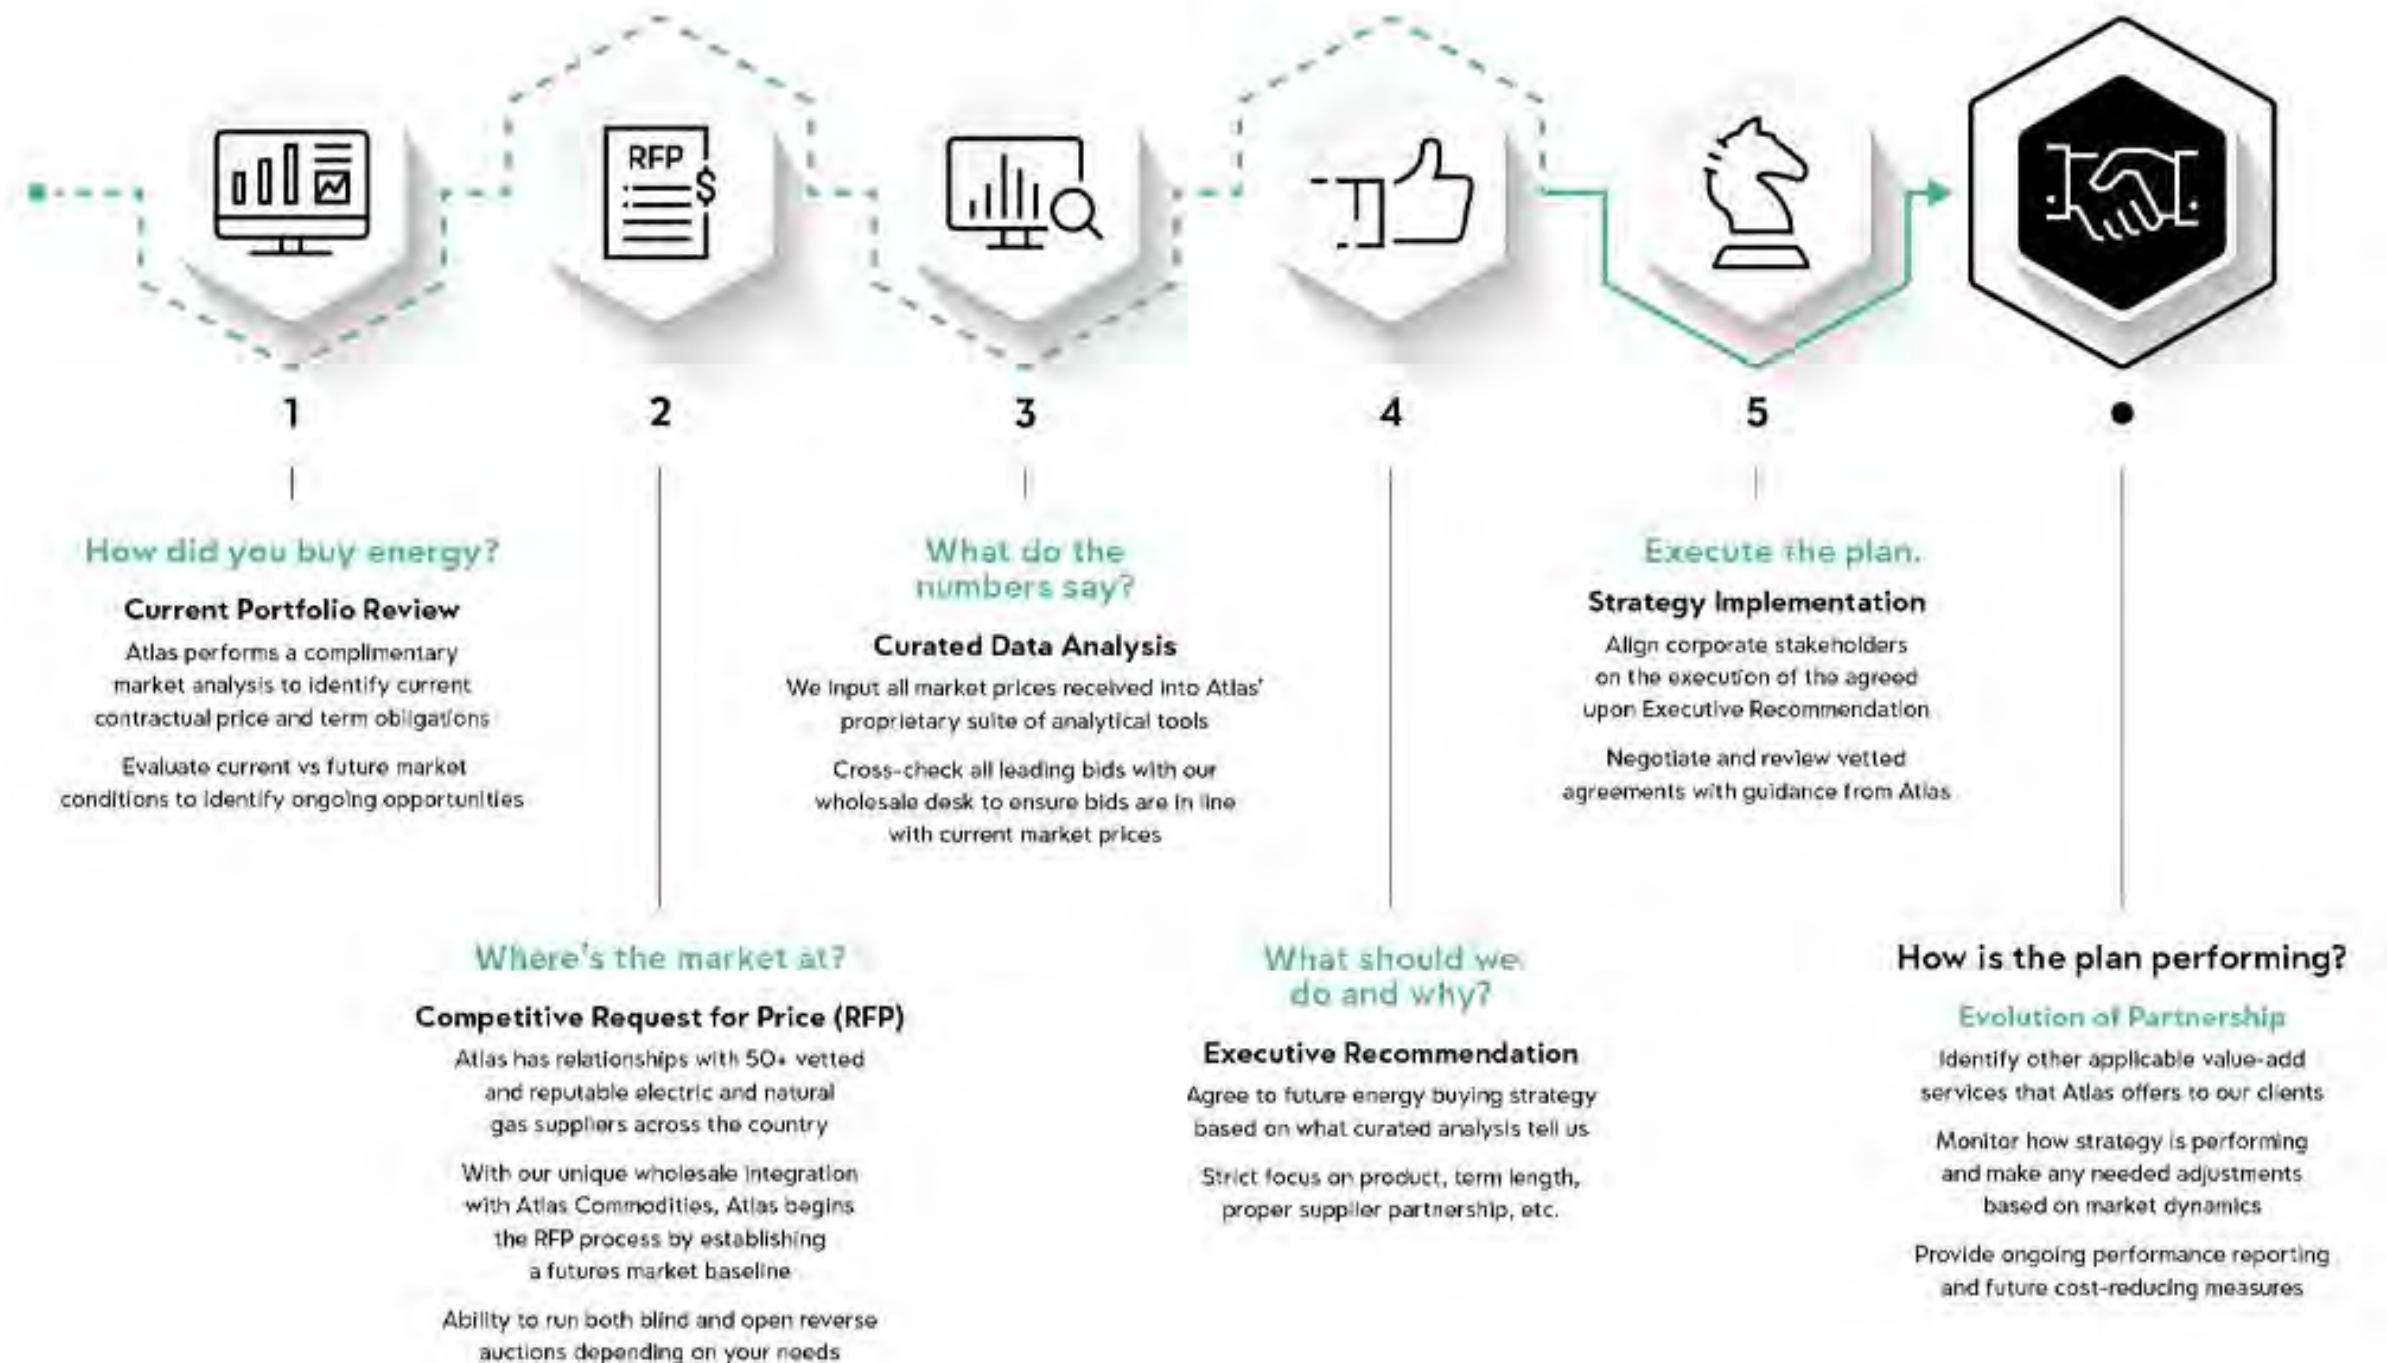 RFP
$
1
How did you buy energy?
Current Portfolio Review
Atlas performs a complimentary
market analysis to identify current
contractual price and term obligations
Evaluate current vs future market
conditions to identify ongoing opportunities
2
Where's the market at?
Competitive Request for Price (RFP)
Atlas has relationships with 50+ vetted
and reputable electric and natural
gas suppliers across the country
With our unique wholesale integration
with Atlas Commodities, Atlas begins
the RFP process by establishing
a futures market baseline
Ability to run both blind and open reverse
auctions depending on your needs
3
What do the
numbers say?
Curated Data Analysis
We input all market prices received into Atlas'
proprietary suite of analytical tools
Cross-check all leading bids with our
wholesale desk to ensure bids are in line
with current market prices
4
What should we
do and why?
Executive Recommendation
Agree to future energy buying strategy
based on what curated analysis tell us
Strict focus on product, term length,
proper supplier partnership, etc.
5
Execute the plan.
Strategy Implementation
Align corporate stakeholders
on the execution of the agreed
upon Executive Recommendation
Negotiate and review vetted
agreements with guidance from Atlas
How is the plan performing?
Evolution of Partnership
Identify other applicable value-add
services that Atlas offers to our clients
Monitor how strategy is performing
and make any needed adjustments
based on market dynamics
Provide ongoing performance reporting
and future cost-reducing measures